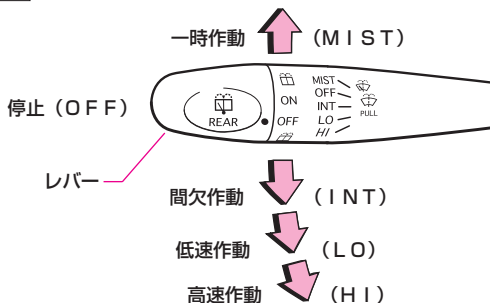 一時作動 (ＭＩＳＴ)
停止 (ＯＦＦ)
REAR
ON
OFF
MIST
OFF
INT
LO
HI
PULL
レバー
間欠作動 (ＩＮＴ)
低速作動 (ＬＯ)
高速作動 (ＨＩ)